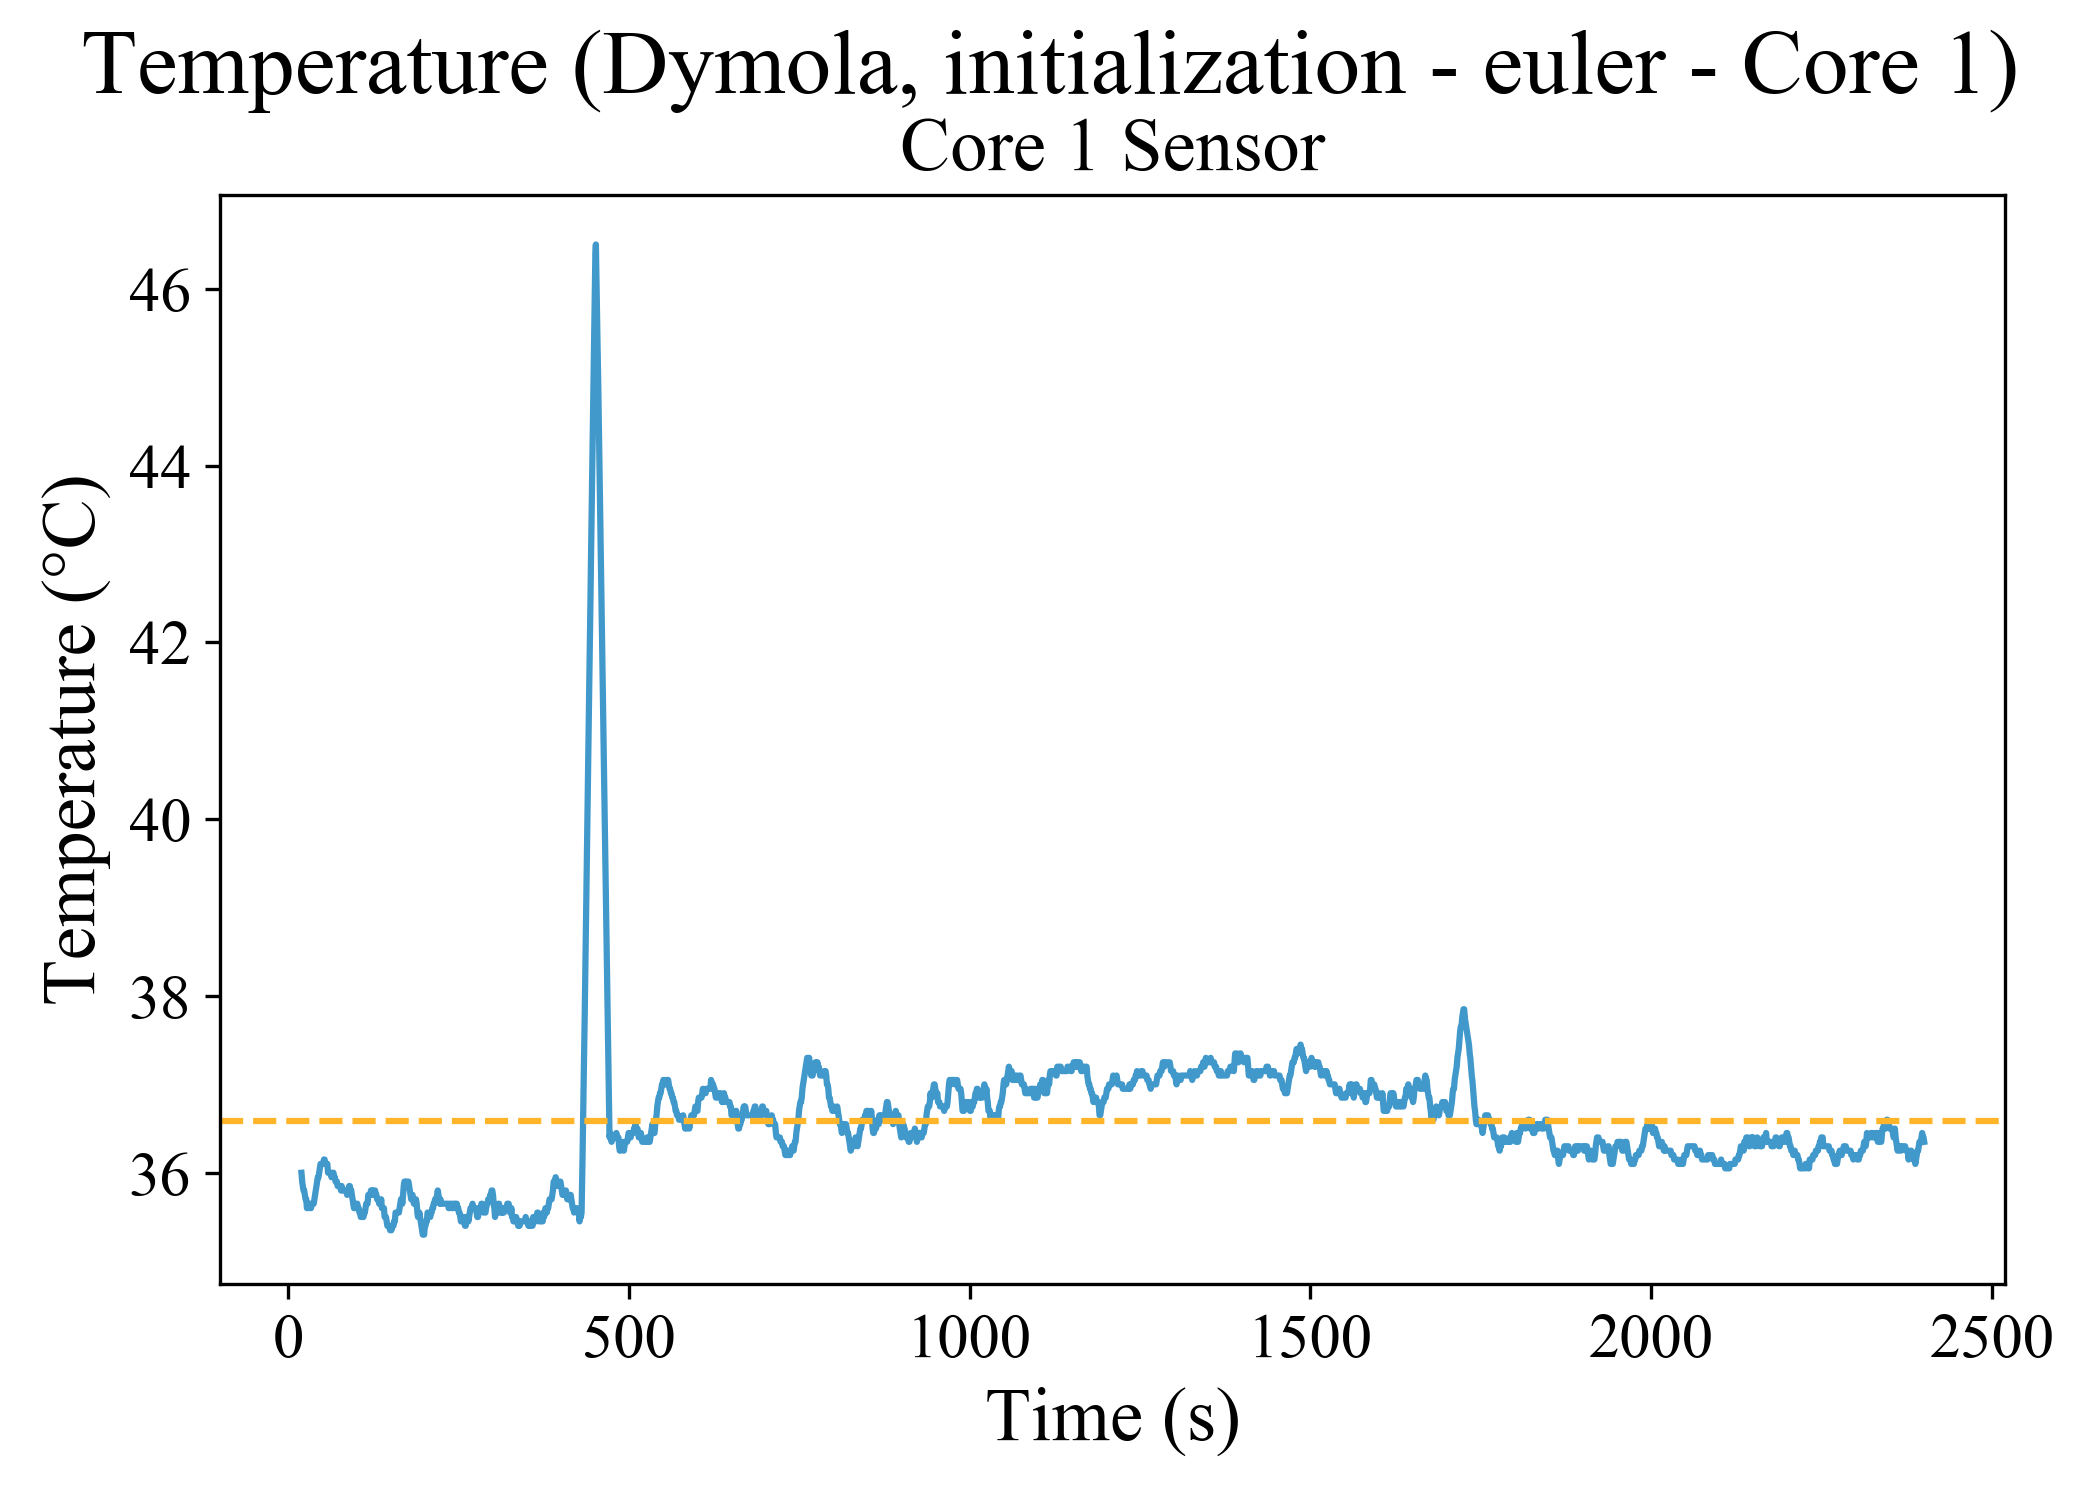 Temperature (Dymola, initialization - euler - Core 1)
Core 1 Sensor
Temperature (°C)
46
44
42
40
38
36
0 500 1000 1500 2000 2500
Time (s)